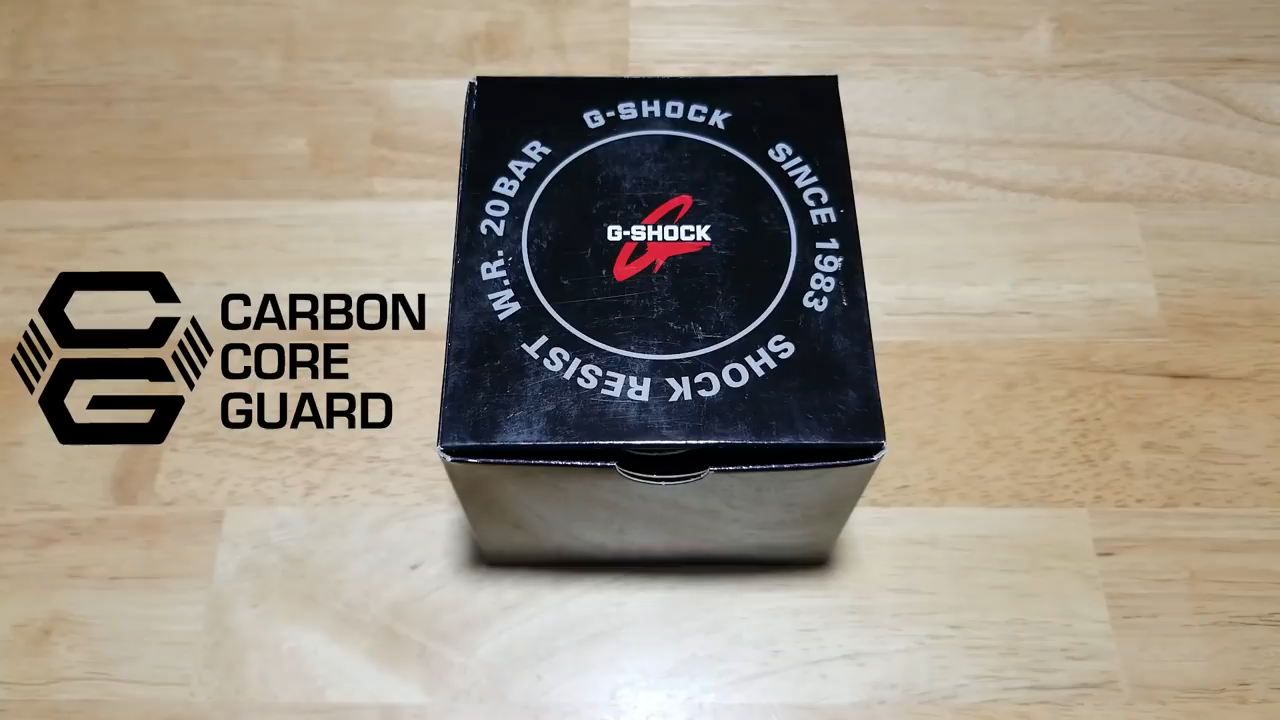 G-SHOCK
SINCE 1983
SHOCK RESIST
W.R. 20BAR
G-SHOCK
CARBON
CORE
GUARD